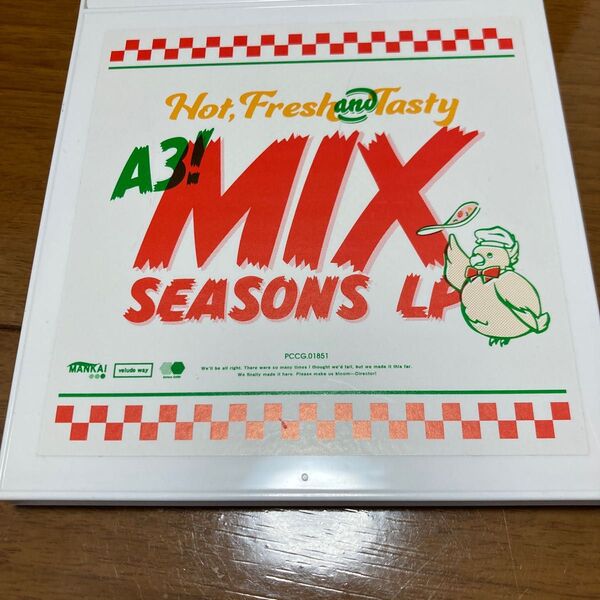 Hot, Fresh and Tasty
A3!
MIX
SEASONS LP
PCCG.01851
MANKAI
velude way
We'll be all right. There were so many times I thought we'd fall, but we made it this far.
We finally made it here. Please make us bloom—Director!